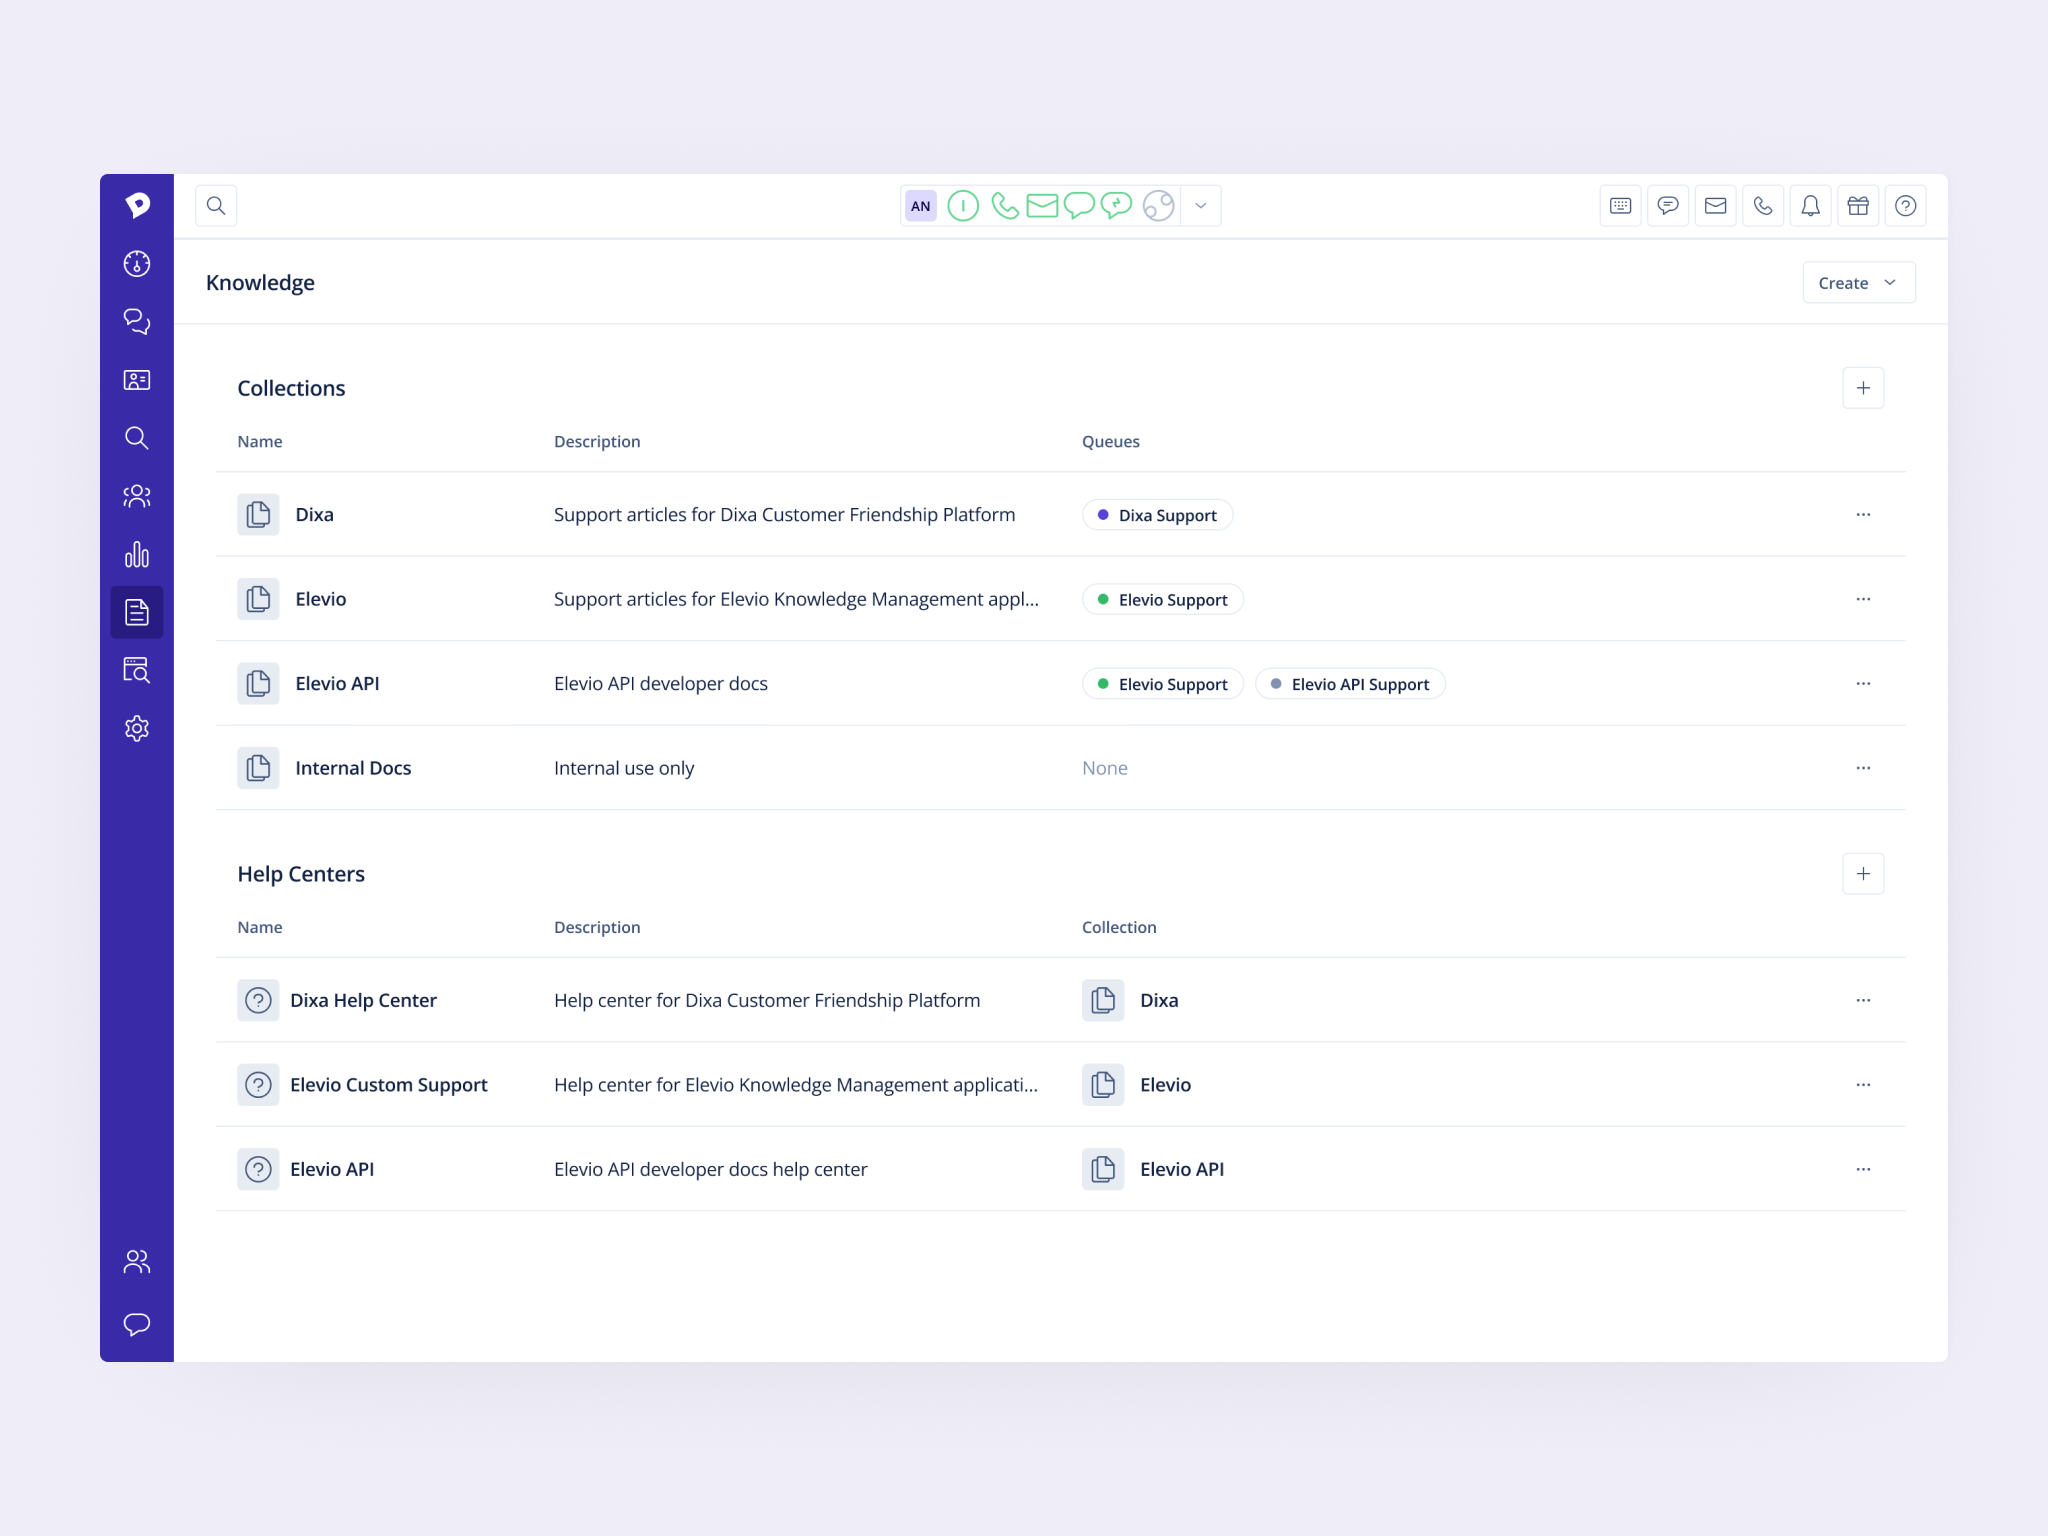 AN
Knowledge
Create
Collections
Name Description Queues
Dixa Support articles for Dixa Customer Friendship Platform Dixa Support
Elevio Support articles for Elevio Knowledge Management appl... Elevio Support
Elevio API Elevio API developer docs Elevio Support Elevio API Support
Internal Docs Internal use only None
Help Centers
Name Description Collection
Dixa Help Center Help center for Dixa Customer Friendship Platform Dixa
Elevio Custom Support Help center for Elevio Knowledge Management applicati... Elevio
Elevio API Elevio API developer docs help center Elevio API